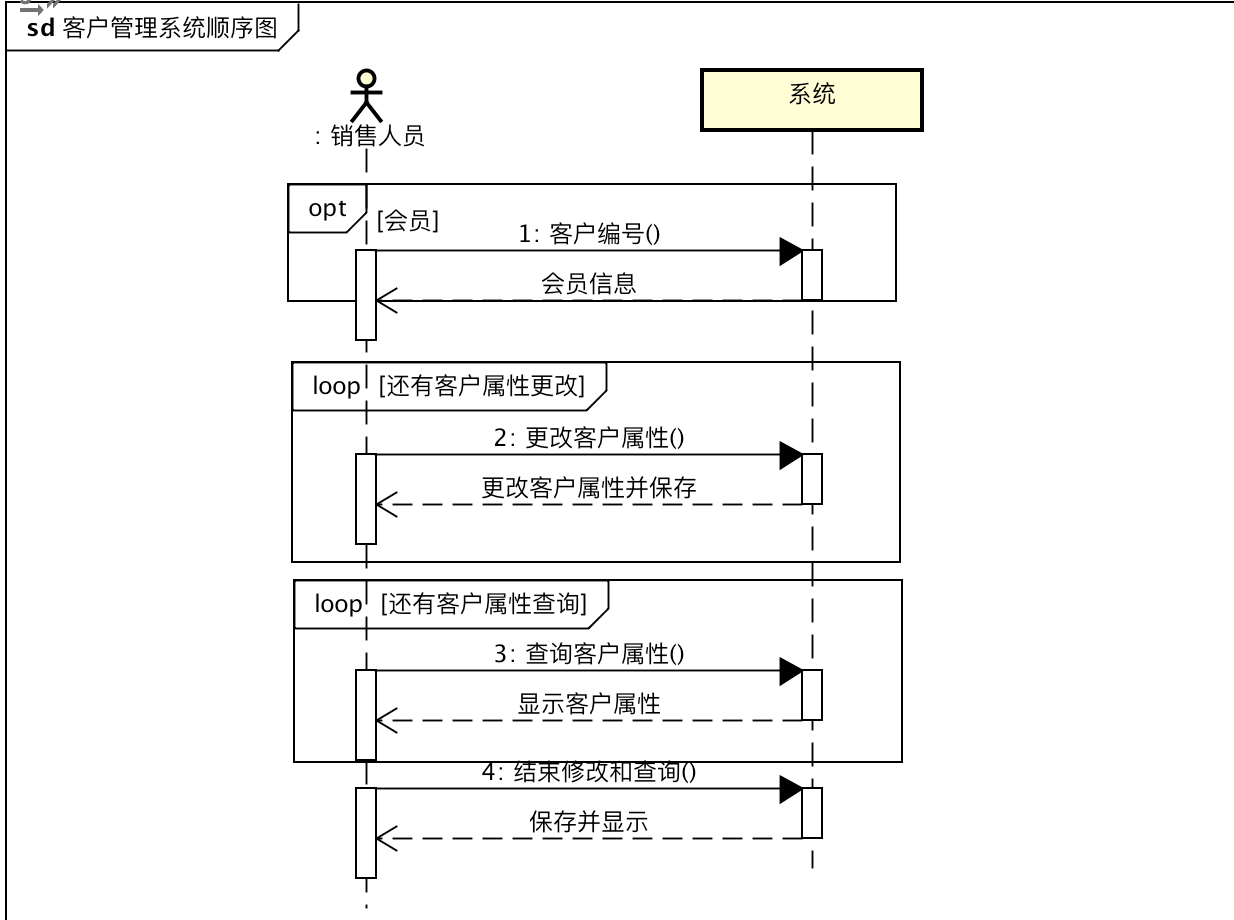 sd 客户管理系统顺序图
: 销售人员
系统
opt
[会员]
1: 客户编号()
会员信息
loop [还有客户属性更改]
2: 更改客户属性()
更改客户属性并保存
loop [还有客户属性查询]
3: 查询客户属性()
显示客户属性
4: 结束修改和查询()
保存并显示